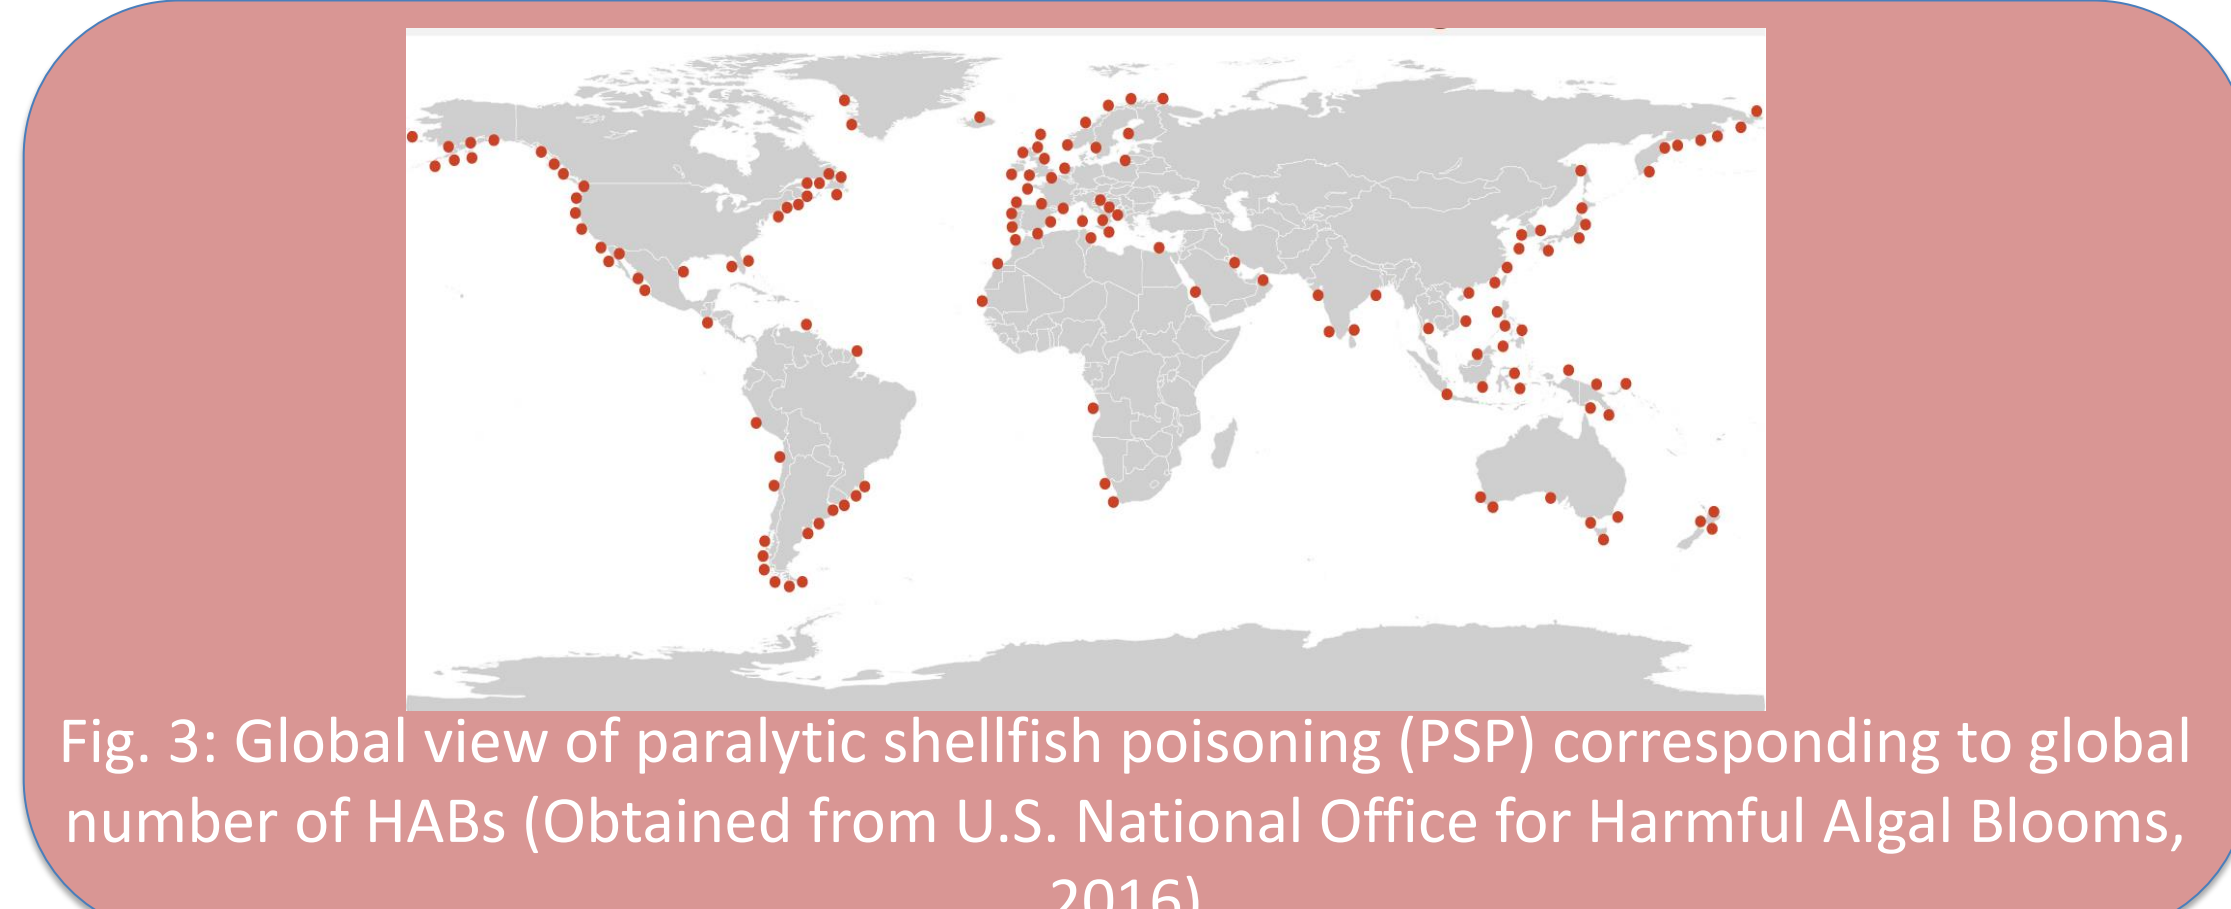 Fig. 3: Global view of paralytic shellfish poisoning (PSP) corresponding to global
number of HABs (Obtained from U.S. National Office for Harmful Algal Blooms,
2016)